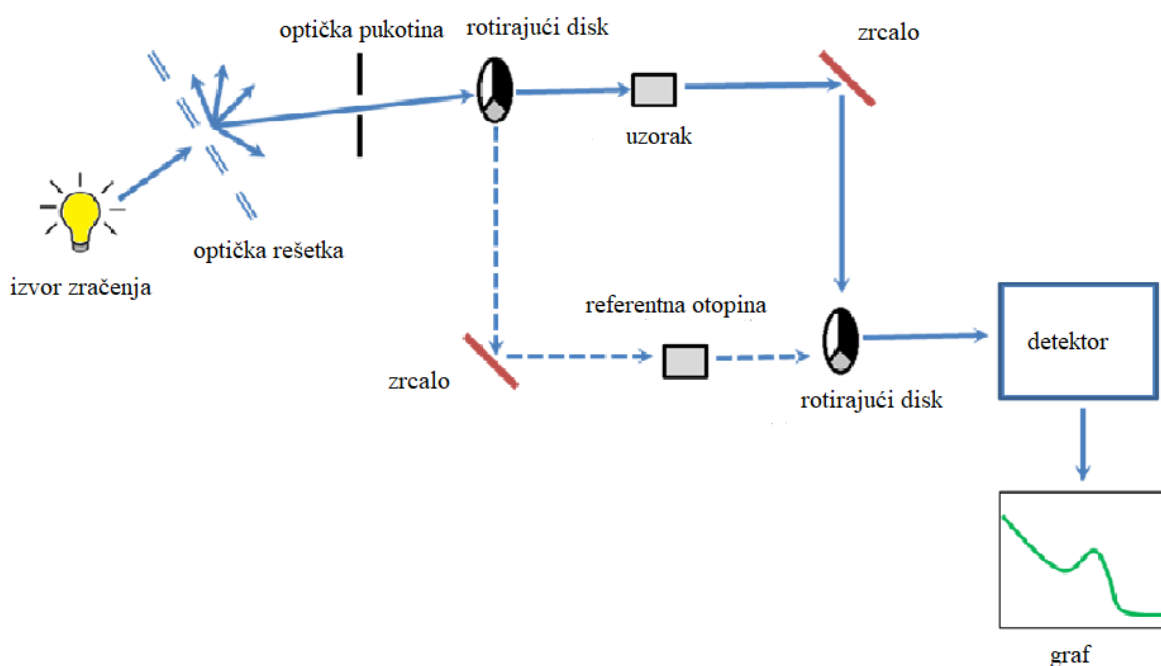 optička pukotina
rotirajući disk
zrcalo
uzorak
optička rešetka
izvor zračenja
referentna otopina
zrcalo
rotirajući disk
detektor
graf